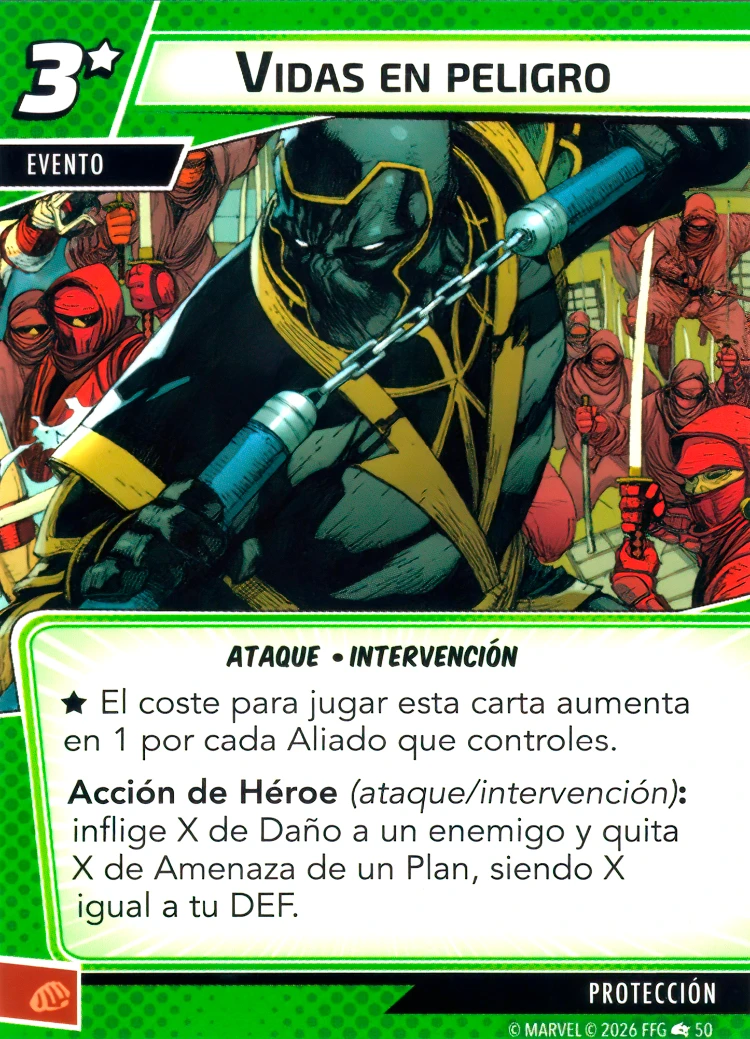 3★
VIDAS EN PELIGRO
EVENTO
ATAQUE • INTERVENCIÓN
★ El coste para jugar esta carta aumenta
en 1 por cada Aliado que controles.
Acción de Héroe (ataque/intervención):
inflige X de Daño a un enemigo y quita
X de Amenaza de un Plan, siendo X
igual a tu DEF.
PROTECCIÓN
© MARVEL © 2026 FFG 50